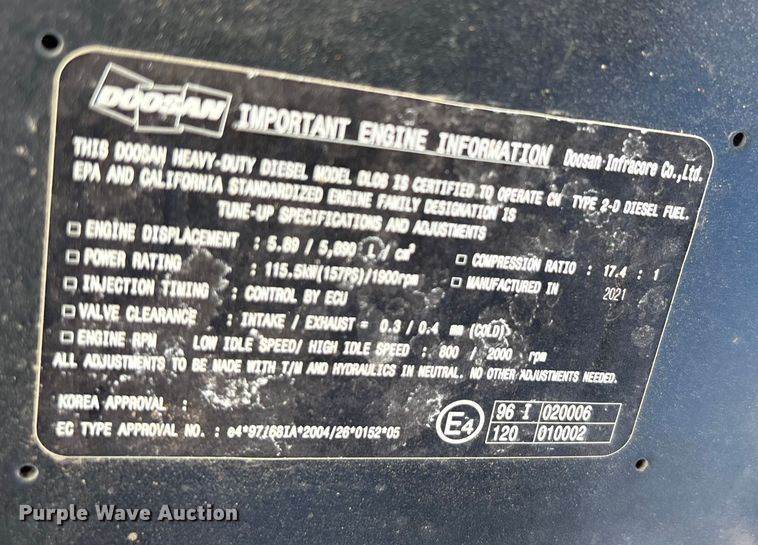 DOOSAN IMPORTANT ENGINE INFORMATION Doosan Infracore Co.,Ltd.
THIS DOOSAN HEAVY-DUTY DIESEL MODEL DL06 IS CERTIFIED TO OPERATE ON TYPE 2-D DIESEL FUEL.
EPA AND CALIFORNIA STANDARDIZED ENGINE FAMILY DESIGNATION IS
TUNE-UP SPECIFICATIONS AND ADJUSTMENTS
□ ENGINE DISPLACEMENT : 5.89 / 5,890 l / cm³ □ COMPRESSION RATIO : 17.4 : 1
□ POWER RATING : 115.5kW(157PS)/1900rpm □ MANUFACTURED IN 2021
□ INJECTION TIMING : CONTROL BY ECU
□ VALVE CLEARANCE : INTAKE / EXHAUST = 0.3 / 0.4 mm (COLD)
□ ENGINE RPM LOW IDLE SPEED/ HIGH IDLE SPEED : 800 / 2000 rpm
ALL ADJUSTMENTS TO BE MADE WITH T/M AND HYDRAULICS IN NEUTRAL. NO OTHER ADJUSTMENTS NEEDED.
KOREA APPROVAL :
EC TYPE APPROVAL NO. : e4*97/68IA*2004/26*0152*05
E4 96 I 020006
120 010002
Purple Wave Auction